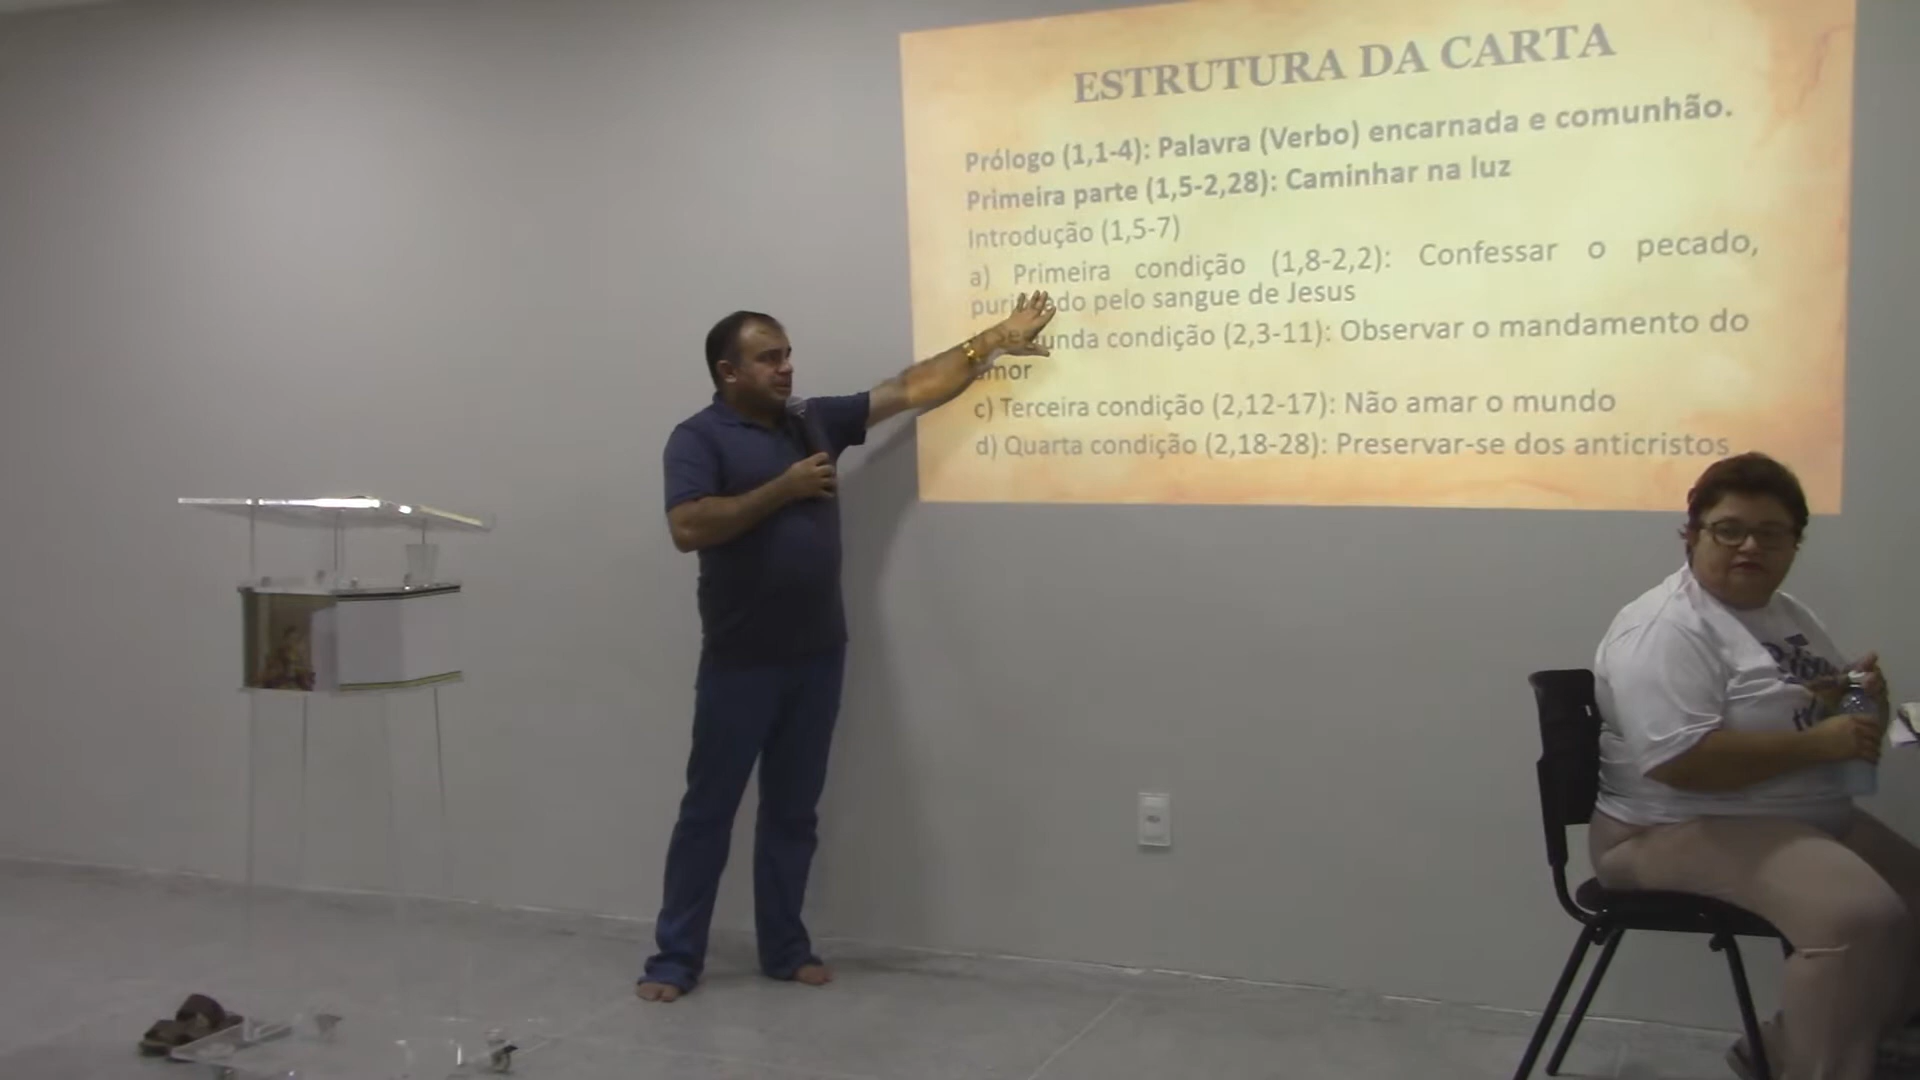 ESTRUTURA DA CARTA
Prólogo (1,1-4): Palavra (Verbo) encarnada e comunhão.
Primeira parte (1,5-2,28): Caminhar na luz
Introdução (1,5-7)
a) Primeira condição (1,8-2,2): Confessar o pecado,
purificado pelo sangue de Jesus
Segunda condição (2,3-11): Observar o mandamento do
amor
c) Terceira condição (2,12-17): Não amar o mundo
d) Quarta condição (2,18-28): Preservar-se dos anticristos